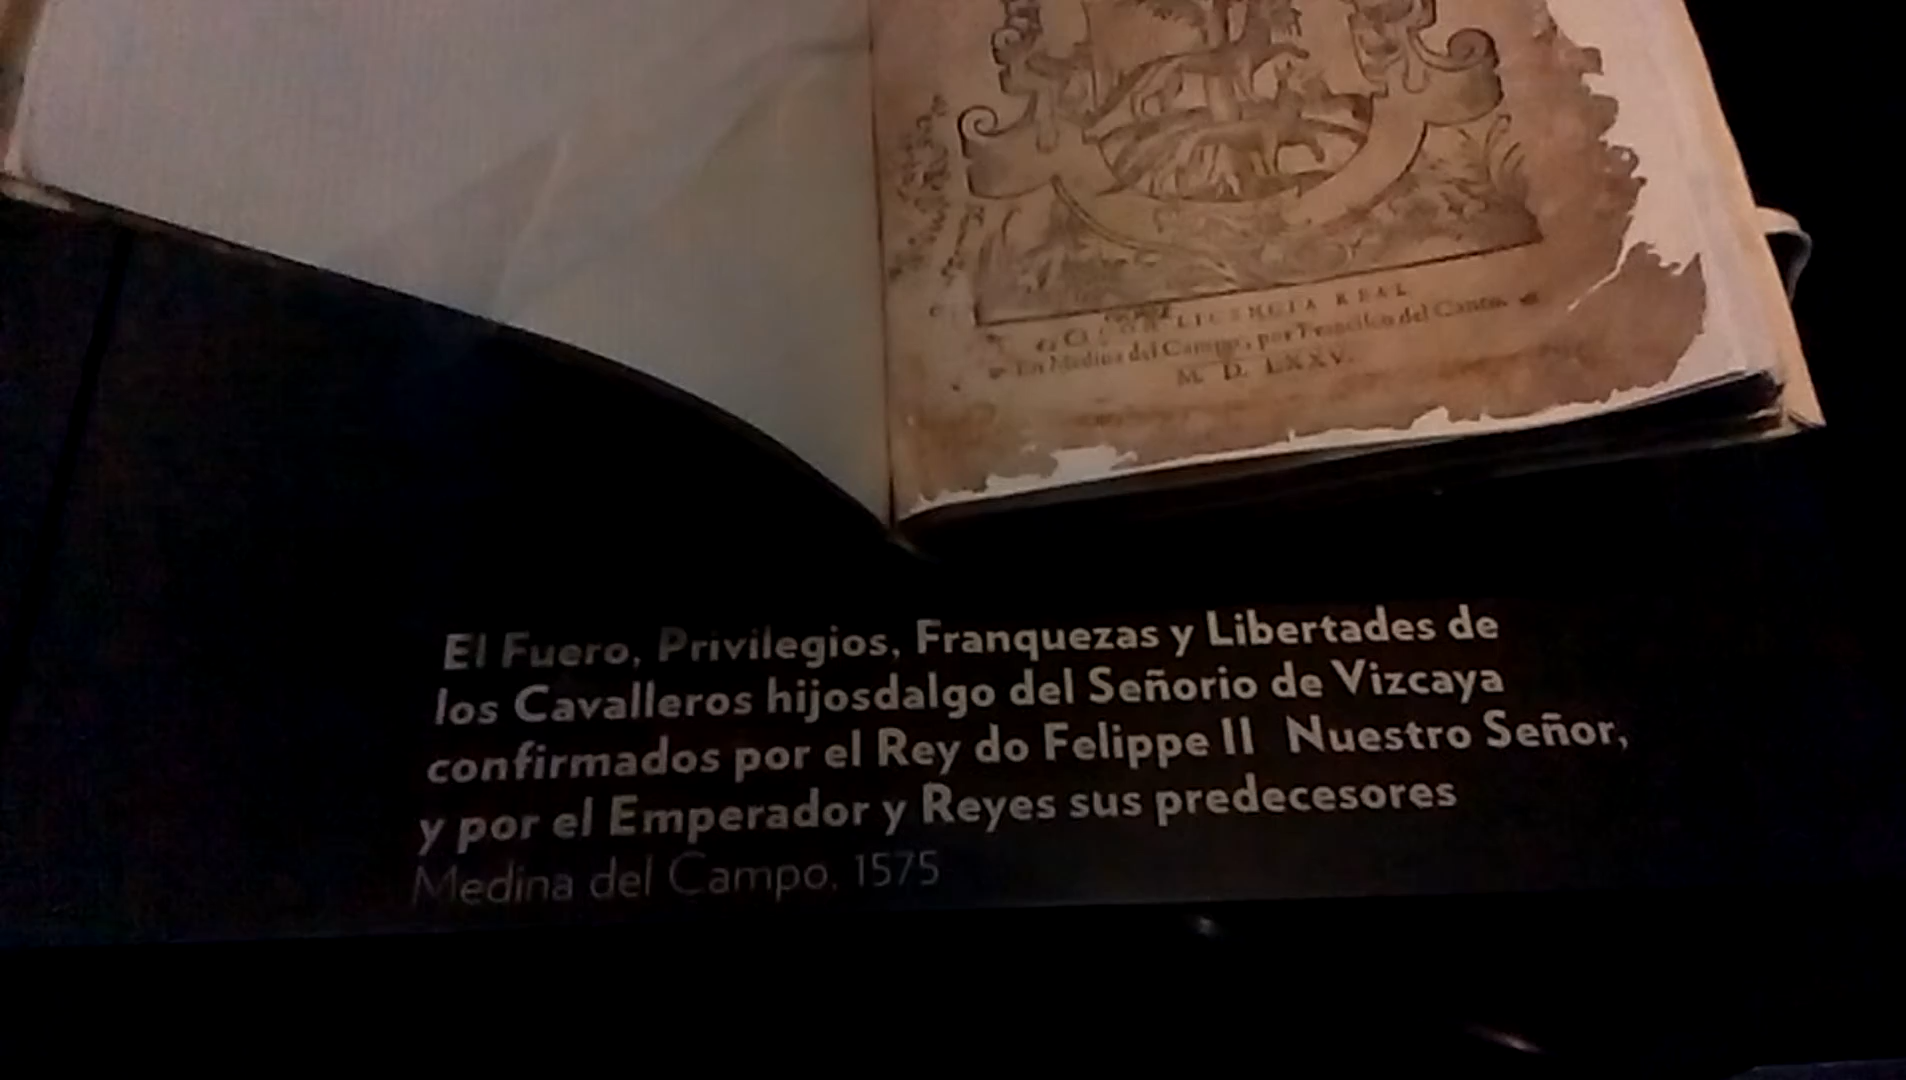 CON LICENCIA REAL
En Medina del Campo, por Francisco del Canto.
M. D. LXXV.
El Fuero, Privilegios, Franquezas y Libertades de
los Cavalleros hijosdalgo del Señorio de Vizcaya
confirmados por el Rey do Felippe II Nuestro Señor,
y por el Emperador y Reyes sus predecesores
Medina del Campo, 1575